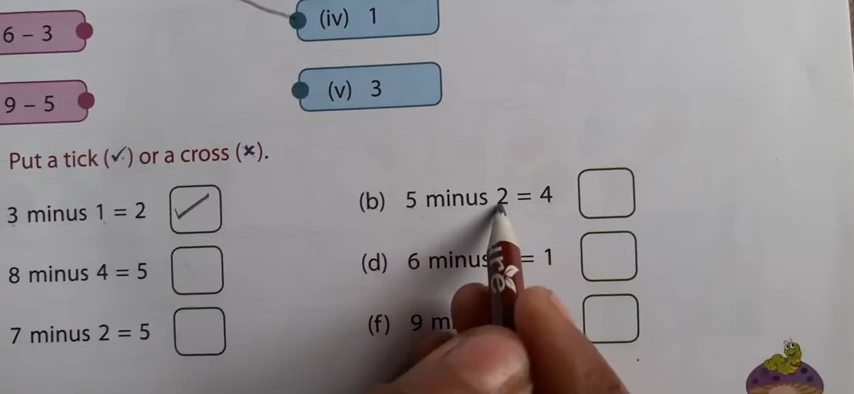 6 – 3
(iv) 1
9 – 5
(v) 3
Put a tick (✓) or a cross (×).
3 minus 1 = 2 ✓
(b) 5 minus 2 = 4
8 minus 4 = 5
(d) 6 minus = 1
7 minus 2 = 5
(f) 9
ure